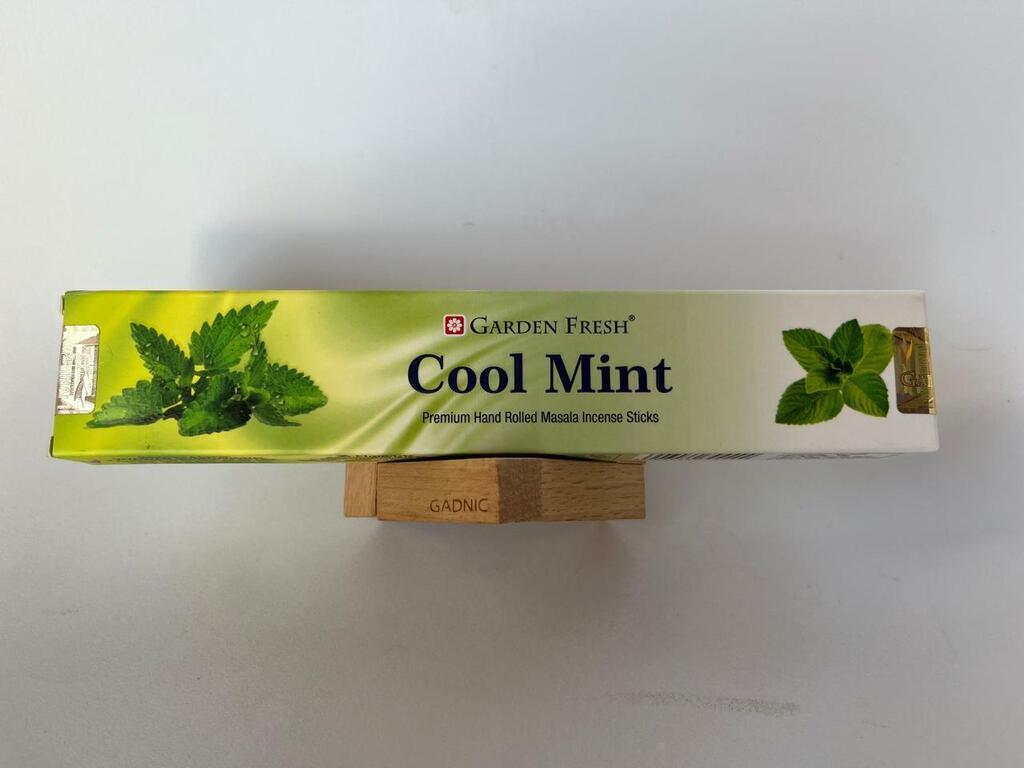 GARDEN FRESH®
Cool Mint
Premium Hand Rolled Masala Incense Sticks
GADNIC